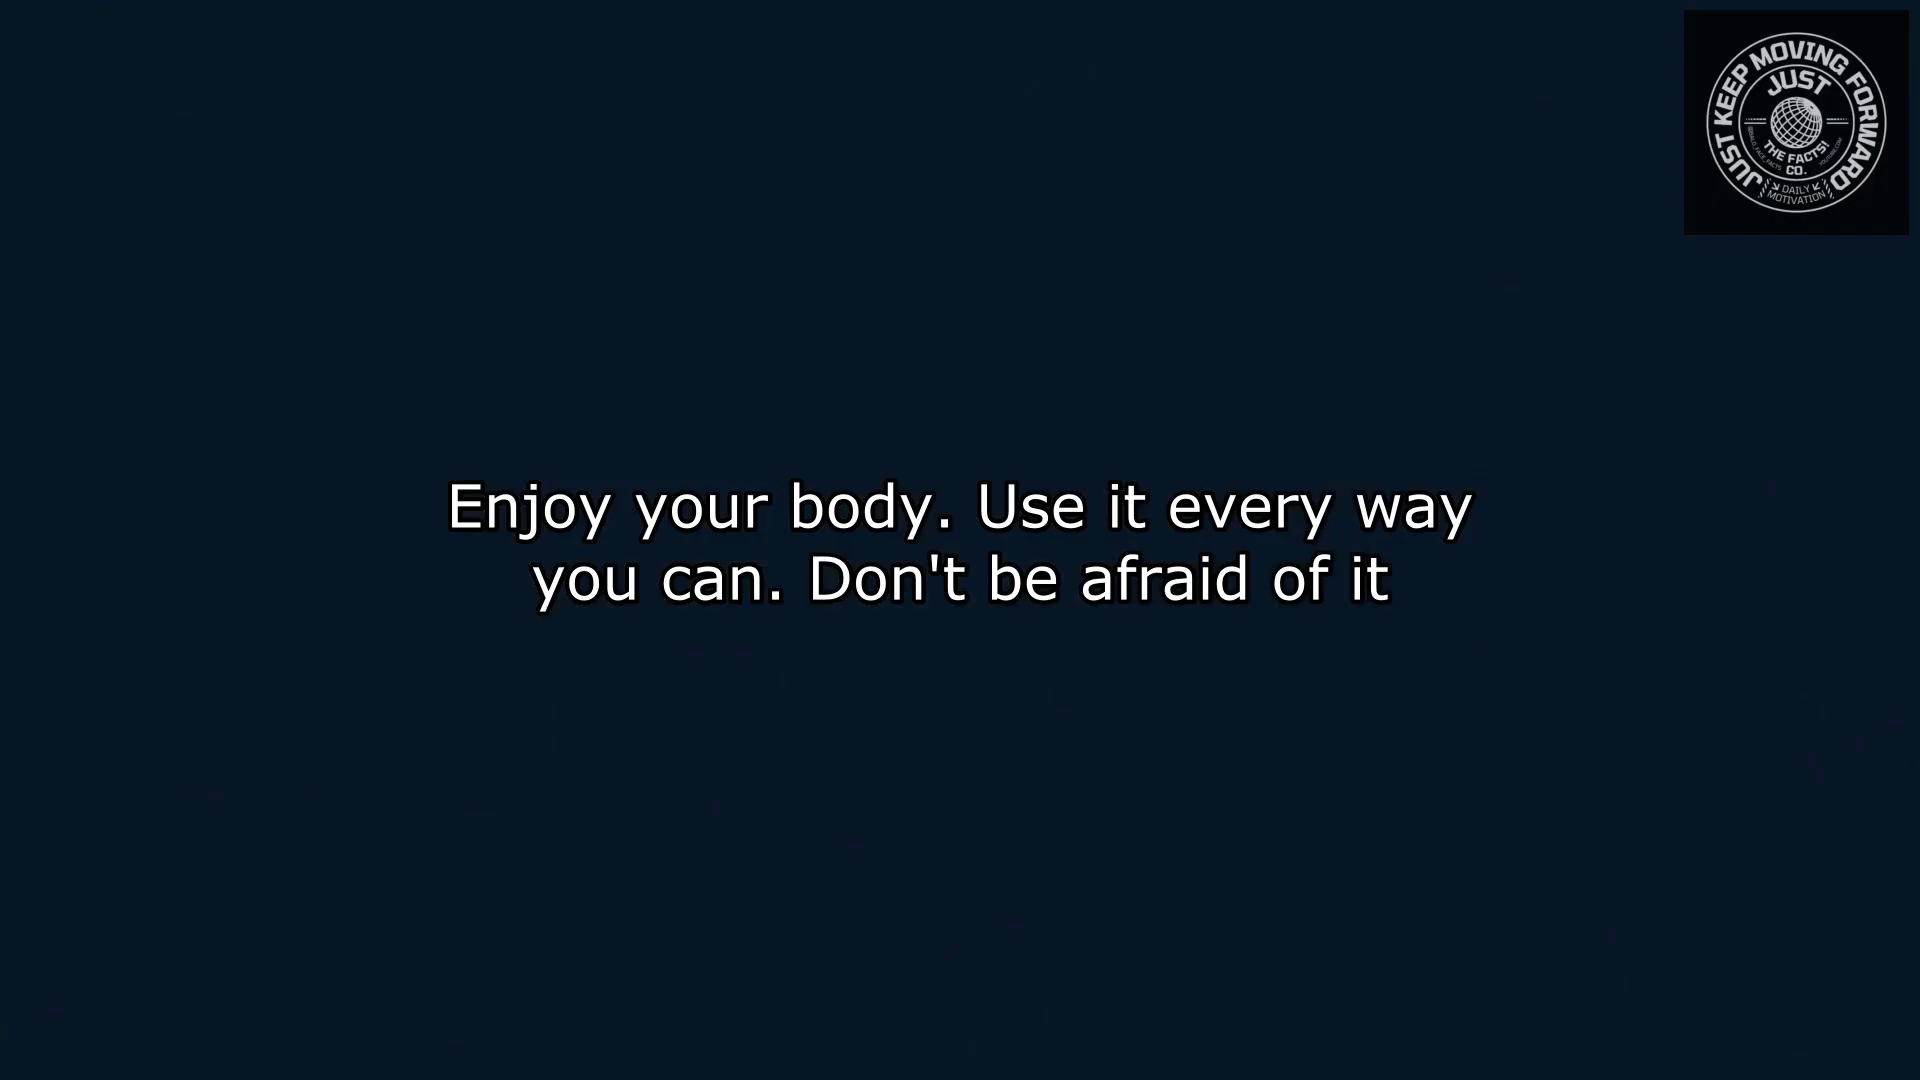 JUST KEEP MOVING FORWARD
JUST
THE FACTS!
CO.
DAILY
MOTIVATION
Enjoy your body. Use it every way
you can. Don't be afraid of it